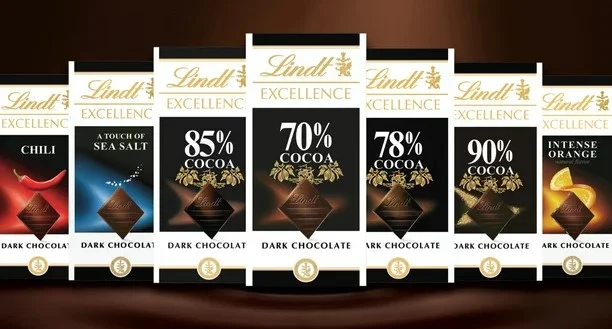 Lindt
EXCELLENCE
CHILI
DARK CHOCOLATE
Lindt
EXCELLENCE
A TOUCH OF
SEA SALT
DARK CHOCOLATE
Lindt
EXCELLENCE
85%
COCOA
DARK CHOCOLATE
Lindt
EXCELLENCE
70%
COCOA
DARK CHOCOLATE
Lindt
EXCELLENCE
78%
COCOA
DARK CHOCOLATE
Lindt
EXCELLENCE
90%
COCOA
DARK CHOCOLATE
Lindt
EXCELLENCE
INTENSE
ORANGE
natural flavor
DARK CHOCOLATE